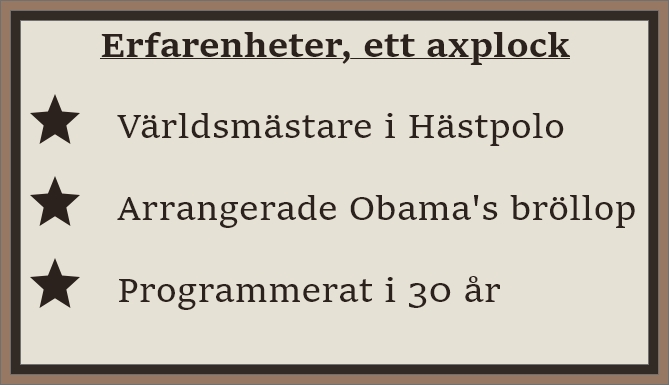 Erfarenheter, ett axplock
Världsmästare i Hästpolo
Arrangerade Obama's bröllop
Programmerat i 30 år